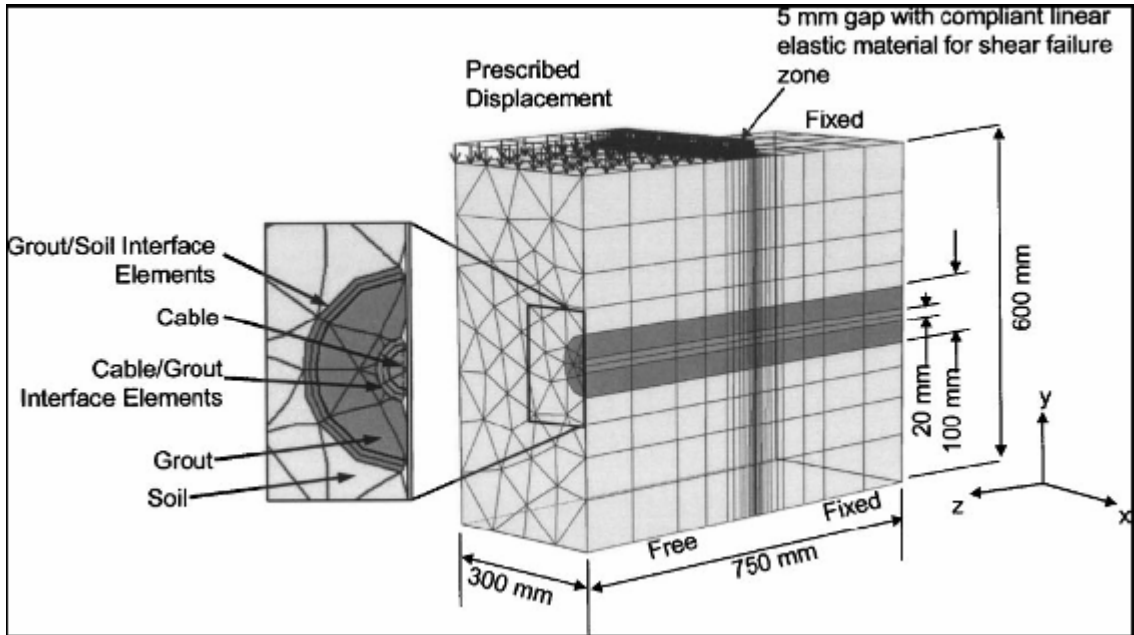 5 mm gap with compliant linear
elastic material for shear failure
zone
Prescribed
Displacement
Fixed
Grout/Soil Interface
Elements
Cable
Cable/Grout
Interface Elements
Grout
Soil
600 mm
20 mm
100 mm
y
z
x
Fixed
Free
750 mm
300 mm